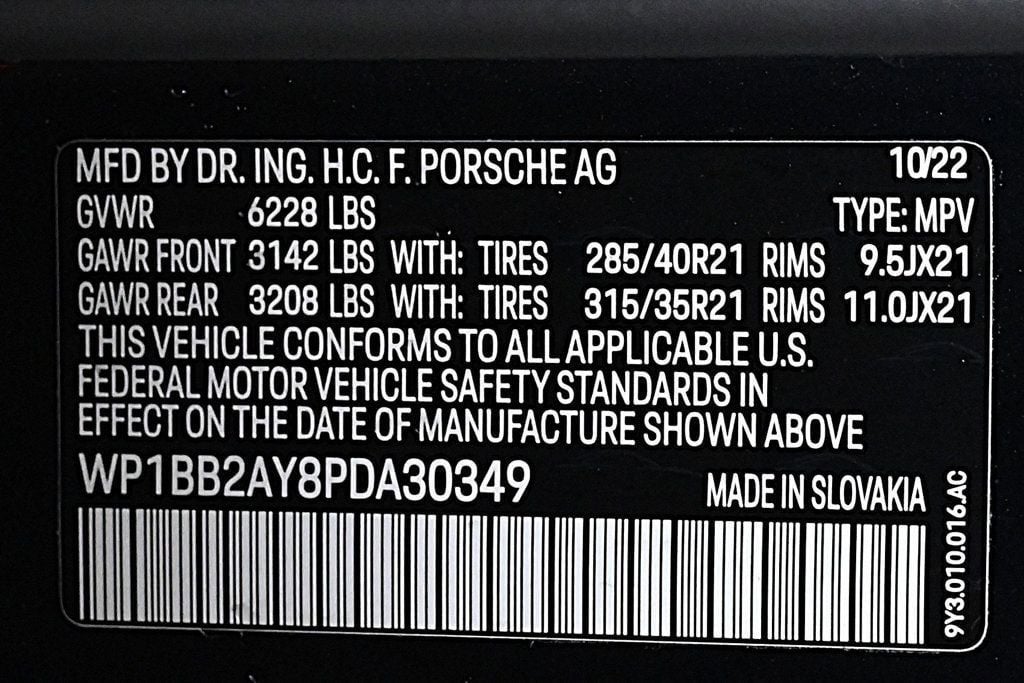 MFD BY DR. ING. H.C. F. PORSCHE AG 10/22
GVWR 6228 LBS TYPE: MPV
GAWR FRONT 3142 LBS WITH: TIRES 285/40R21 RIMS 9.5JX21
GAWR REAR 3208 LBS WITH: TIRES 315/35R21 RIMS 11.0JX21
THIS VEHICLE CONFORMS TO ALL APPLICABLE U.S.
FEDERAL MOTOR VEHICLE SAFETY STANDARDS IN
EFFECT ON THE DATE OF MANUFACTURE SHOWN ABOVE
WP1BB2AY8PDA30349 MADE IN SLOVAKIA
9Y3.010.016.AC